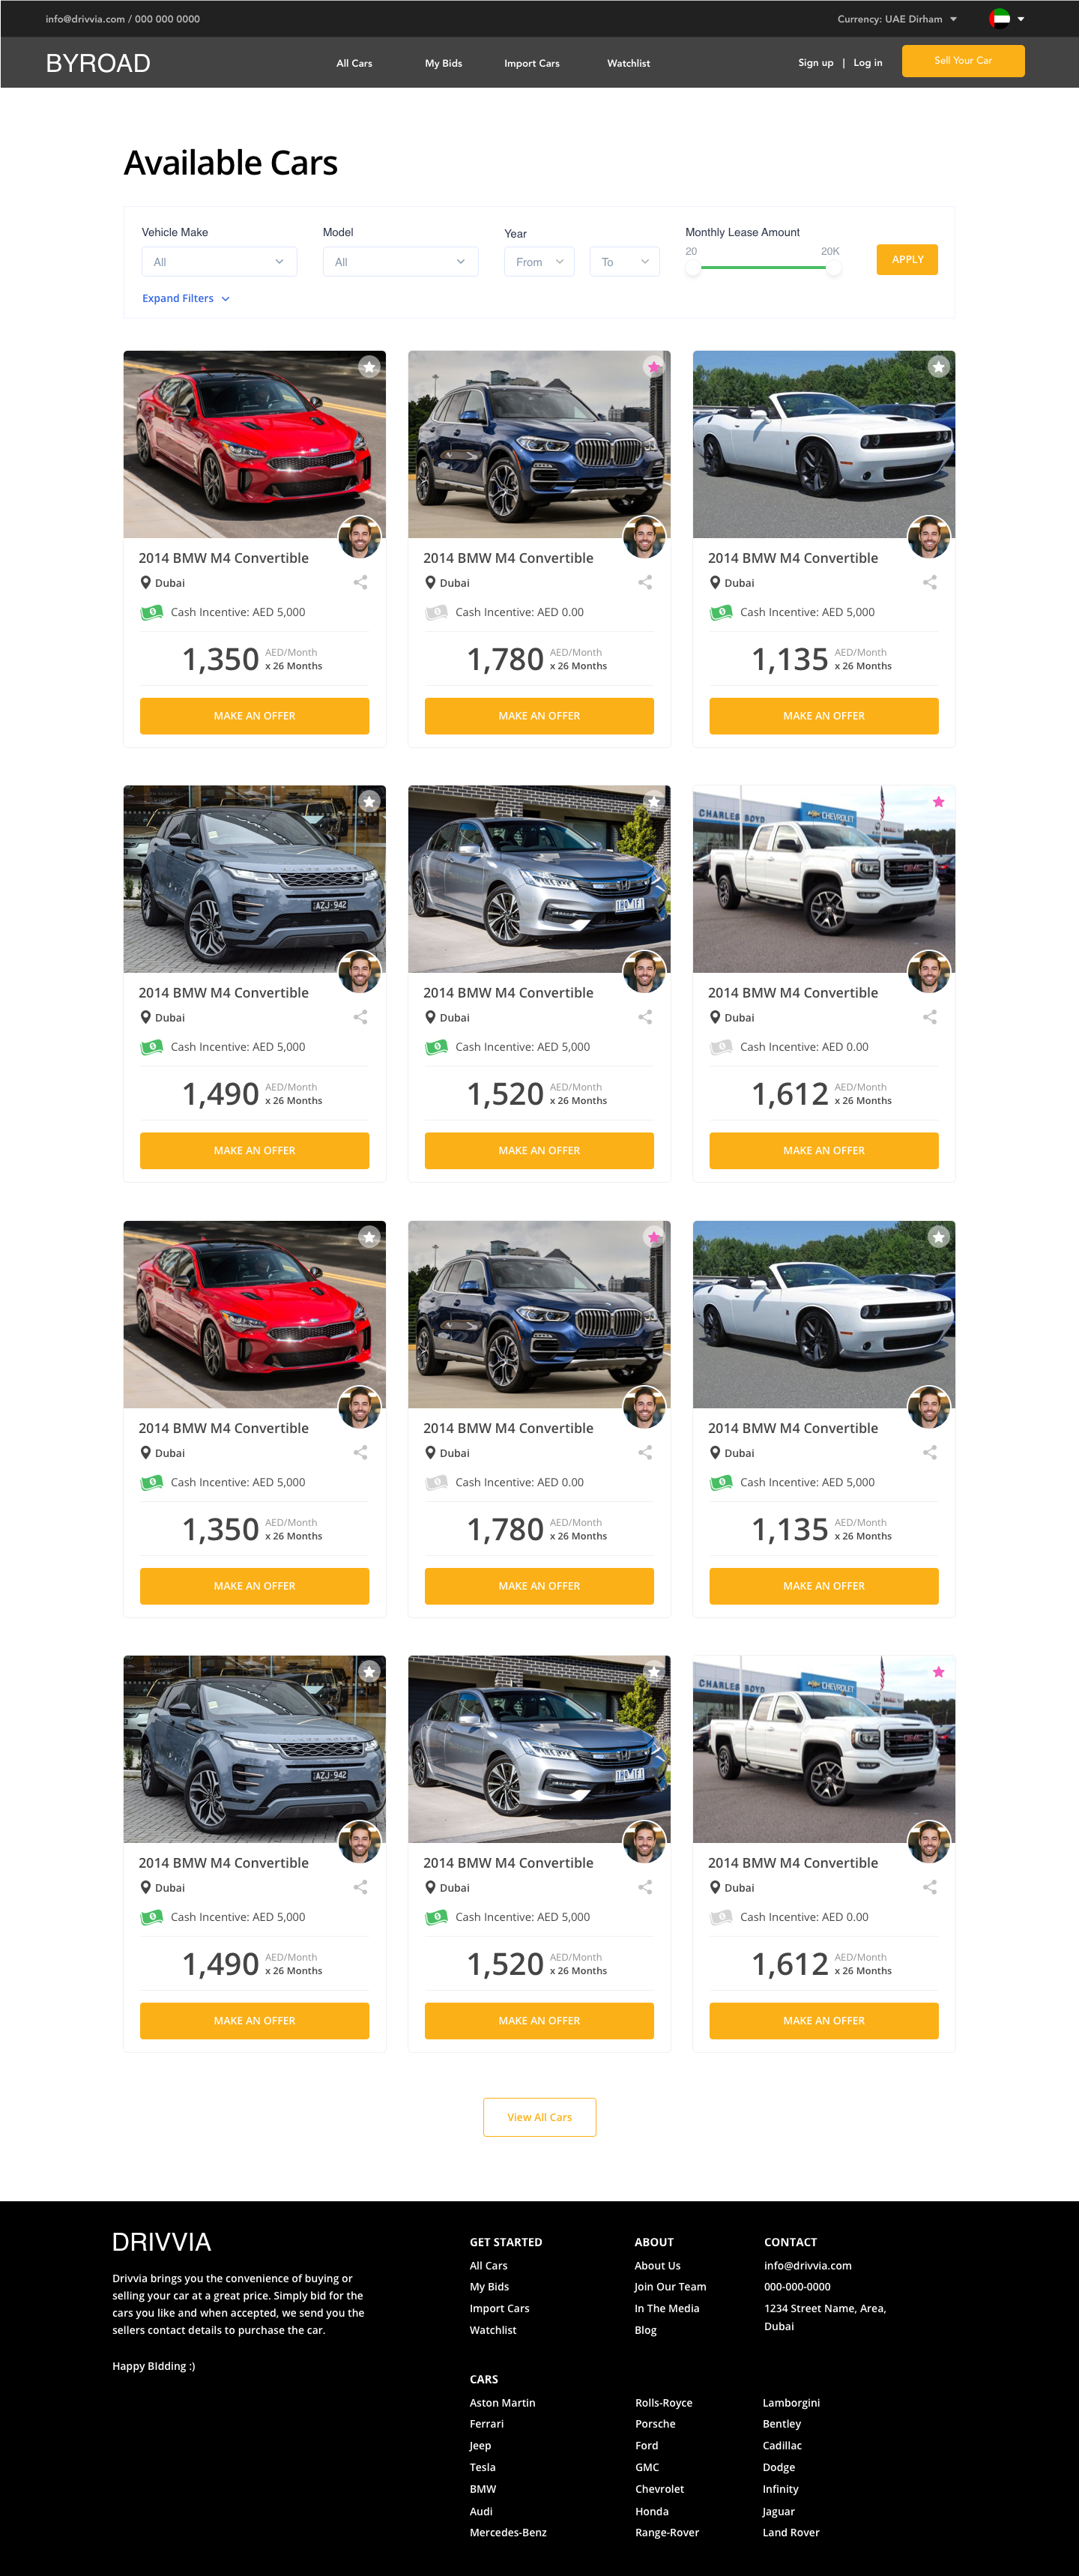 info@drivvia.com / 000 000 0000
Currency: UAE Dirham
BYROAD
All Cars
My Bids
Import Cars
Watchlist
Sign up | Log in
Sell Your Car
Available Cars
Vehicle Make
Model
Year
Monthly Lease Amount
20
20K
All
All
From
To
APPLY
Expand Filters
2014 BMW M4 Convertible
Dubai
Cash Incentive: AED 5,000
1,350
AED/Month
x 26 Months
MAKE AN OFFER
2014 BMW M4 Convertible
Dubai
Cash Incentive: AED 0.00
1,780
AED/Month
x 26 Months
MAKE AN OFFER
2014 BMW M4 Convertible
Dubai
Cash Incentive: AED 5,000
1,135
AED/Month
x 26 Months
MAKE AN OFFER
AZJ-942
2014 BMW M4 Convertible
Dubai
Cash Incentive: AED 5,000
1,490
AED/Month
x 26 Months
MAKE AN OFFER
2014 BMW M4 Convertible
Dubai
Cash Incentive: AED 5,000
1,520
AED/Month
x 26 Months
MAKE AN OFFER
CHARLES BOYD
CHEVROLET
GMC
2014 BMW M4 Convertible
Dubai
Cash Incentive: AED 0.00
1,612
AED/Month
x 26 Months
MAKE AN OFFER
2014 BMW M4 Convertible
Dubai
Cash Incentive: AED 5,000
1,350
AED/Month
x 26 Months
MAKE AN OFFER
2014 BMW M4 Convertible
Dubai
Cash Incentive: AED 0.00
1,780
AED/Month
x 26 Months
MAKE AN OFFER
2014 BMW M4 Convertible
Dubai
Cash Incentive: AED 5,000
1,135
AED/Month
x 26 Months
MAKE AN OFFER
AZJ-942
2014 BMW M4 Convertible
Dubai
Cash Incentive: AED 5,000
1,490
AED/Month
x 26 Months
MAKE AN OFFER
2014 BMW M4 Convertible
Dubai
Cash Incentive: AED 5,000
1,520
AED/Month
x 26 Months
MAKE AN OFFER
CHARLES BOYD
CHEVROLET
GMC
2014 BMW M4 Convertible
Dubai
Cash Incentive: AED 0.00
1,612
AED/Month
x 26 Months
MAKE AN OFFER
View All Cars
DRIVVIA
Drivvia brings you the convenience of buying or
selling your car at a great price. Simply bid for the
cars you like and when accepted, we send you the
sellers contact details to purchase the car.
Happy BIdding :)
GET STARTED
All Cars
My Bids
Import Cars
Watchlist
ABOUT
About Us
Join Our Team
In The Media
Blog
CONTACT
info@drivvia.com
000-000-0000
1234 Street Name, Area,
Dubai
CARS
Aston Martin
Ferrari
Jeep
Tesla
BMW
Audi
Mercedes-Benz
Rolls-Royce
Porsche
Ford
GMC
Chevrolet
Honda
Range-Rover
Lamborgini
Bentley
Cadillac
Dodge
Infinity
Jaguar
Land Rover